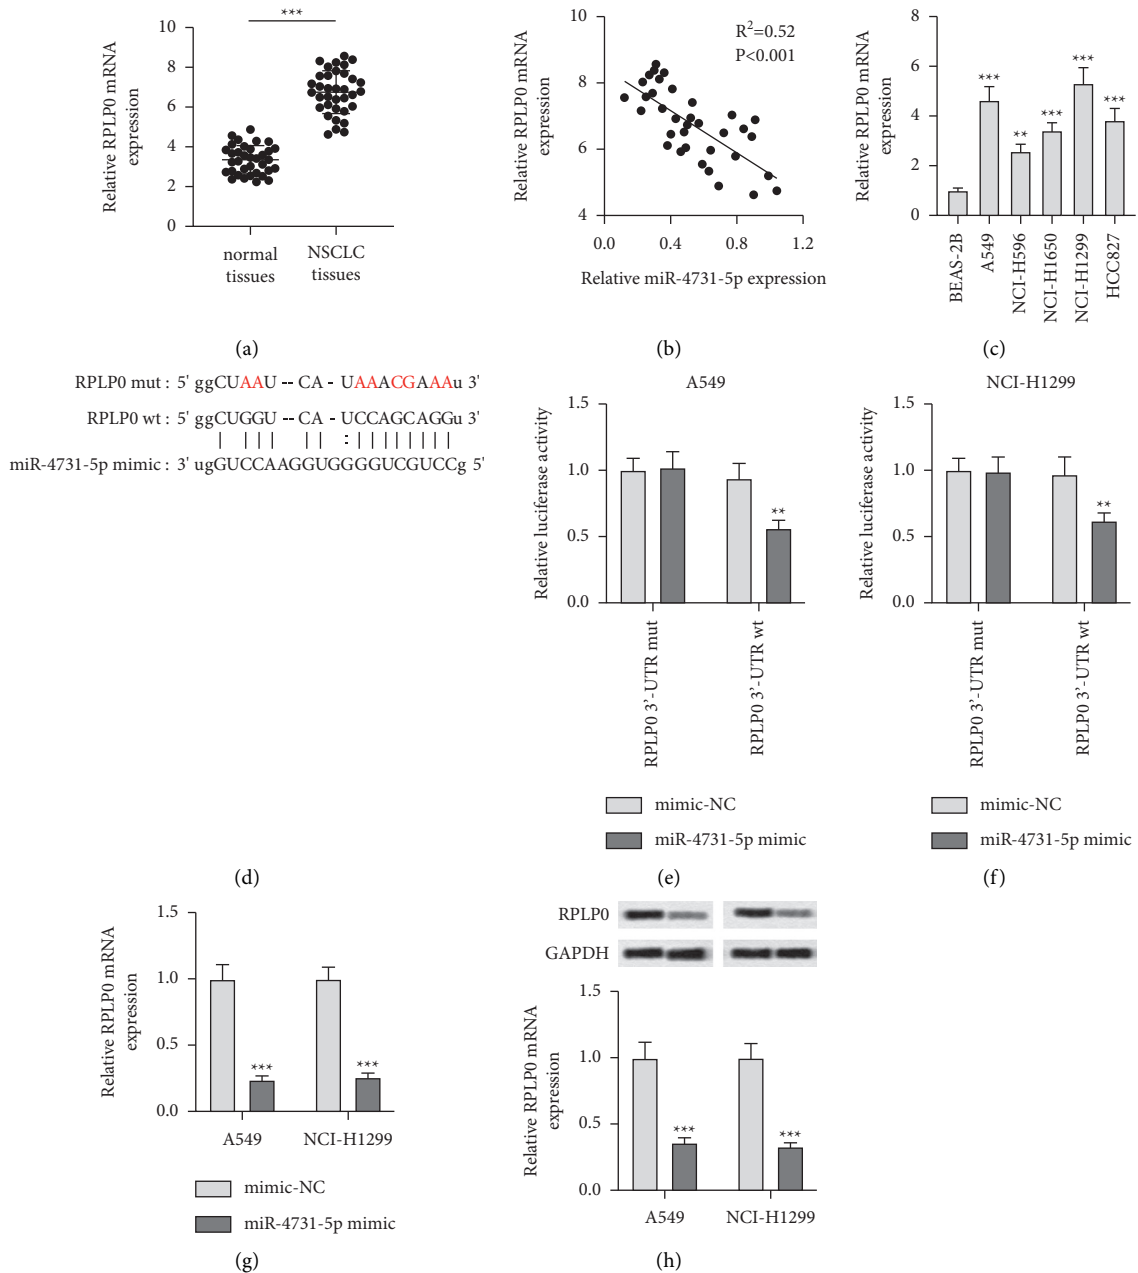 ***
Relative RPLP0 mRNA
expression
10
8
6
4
2
0
normal
tissues
NSCLC
tissues
(a)
Relative RPLP0 mRNA
expression
10
8
6
4
R²=0.52
P<0.001
0.0
0.4
0.8
1.2
Relative miR-4731-5p expression
(b)
Relative RPLP0 mRNA
expression
8
6
4
2
0
***
**
***
***
***
BEAS-2B
A549
NCI-H596
NCI-H1650
NCI-H1299
HCC827
(c)
RPLP0 mut : 5' ggCUAAU -- CA - UAAACGAAAu 3'
RPLP0 wt : 5' ggCUGGU -- CA - UCCAGCAGGu 3'
| | | | | | : | | | | | | | |
miR-4731-5p mimic : 3' ugGUCCAAGGUGGGGUCGUCCg 5'
(d)
A549
Relative luciferase activity
1.5
1.0
0.5
0.0
**
RPLP0 3'-UTR mut
RPLP0 3'-UTR wt
mimic-NC
miR-4731-5p mimic
(e)
NCI-H1299
Relative luciferase activity
1.5
1.0
0.5
0.0
**
RPLP0 3'-UTR mut
RPLP0 3'-UTR wt
mimic-NC
miR-4731-5p mimic
(f)
Relative RPLP0 mRNA
expression
1.5
1.0
0.5
0.0
***
***
A549
NCI-H1299
mimic-NC
miR-4731-5p mimic
(g)
RPLP0
GAPDH
Relative RPLP0 mRNA
expression
1.5
1.0
0.5
0.0
***
***
A549
NCI-H1299
(h)